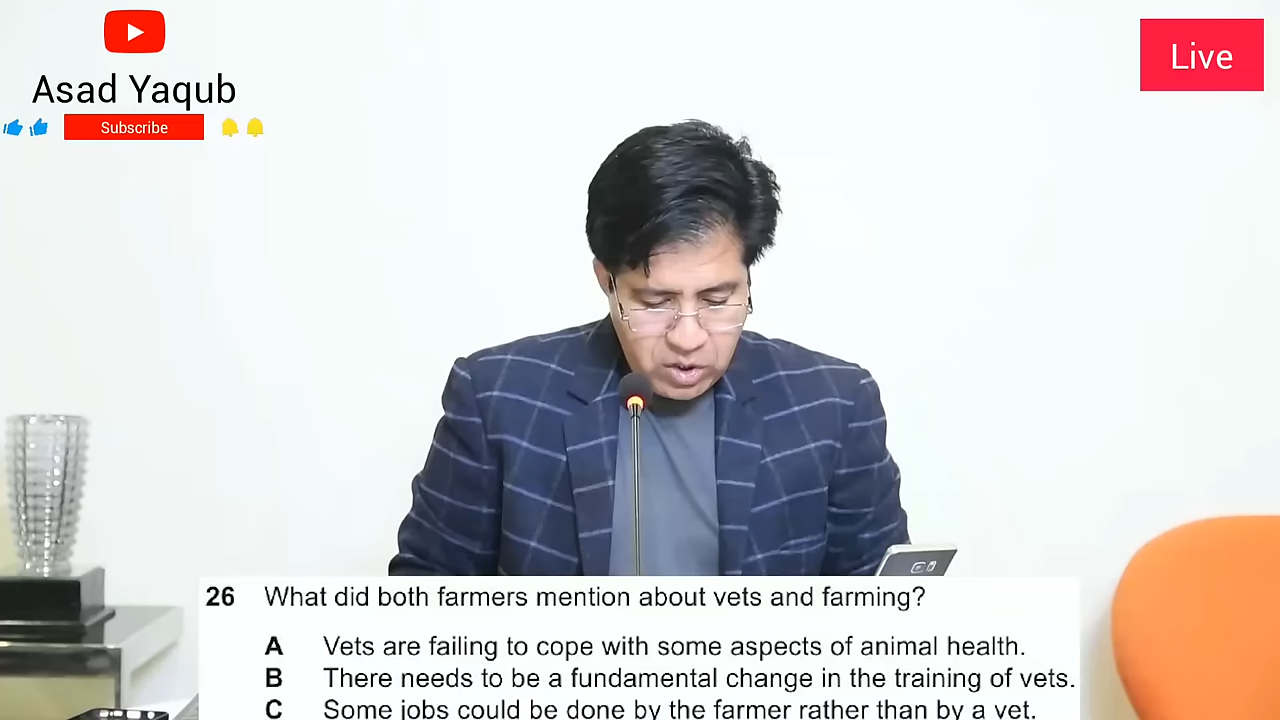 Asad Yaqub
Subscribe
Live
26 What did both farmers mention about vets and farming?
A Vets are failing to cope with some aspects of animal health.
B There needs to be a fundamental change in the training of vets.
C Some jobs could be done by the farmer rather than by a vet.